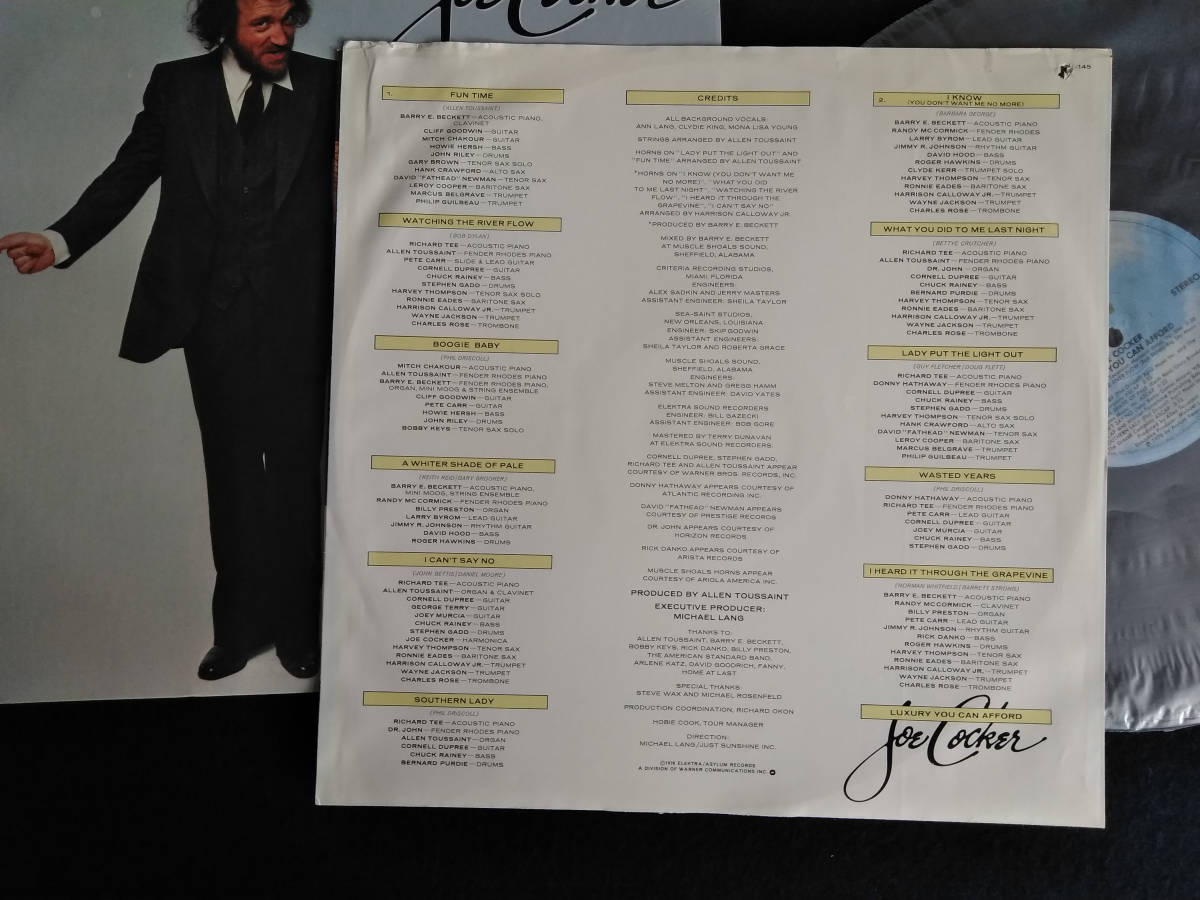 Joe Cocker
6-145
1. FUN TIME
(ALLEN TOUSSAINT)
BARRY E. BECKETT—ACOUSTIC PIANO,
CLAVINET
CLIFF GOODWIN—GUITAR
MITCH CHAKOUR—GUITAR
HOWIE HERSH—BASS
JOHN RILEY—DRUMS
GARY BROWN—TENOR SAX SOLO
HANK CRAWFORD—ALTO SAX
DAVID "FATHEAD" NEWMAN—TENOR SAX
LEROY COOPER—BARITONE SAX
MARCUS BELGRAVE—TRUMPET
PHILIP GUILBEAU—TRUMPET
WATCHING THE RIVER FLOW
(BOB DYLAN)
RICHARD TEE—ACOUSTIC PIANO
ALLEN TOUSSAINT—FENDER RHODES PIANO
PETE CARR—SLIDE & LEAD GUITAR
CORNELL DUPREE—GUITAR
CHUCK RAINEY—BASS
STEPHEN GADD—DRUMS
HARVEY THOMPSON—TENOR SAX SOLO
RONNIE EADES—BARITONE SAX
HARRISON CALLOWAY JR.—TRUMPET
WAYNE JACKSON—TRUMPET
CHARLES ROSE—TROMBONE
BOOGIE BABY
(PHIL DRISCOLL)
MITCH CHAKOUR—ACOUSTIC PIANO
ALLEN TOUSSAINT—FENDER RHODES PIANO
BARRY E. BECKETT—FENDER RHODES PIANO,
ORGAN, MINI MOOG & STRING ENSEMBLE
CLIFF GOODWIN—GUITAR
PETE CARR—GUITAR
HOWIE HERSH—BASS
JOHN RILEY—DRUMS
BOBBY KEYS—TENOR SAX SOLO
A WHITER SHADE OF PALE
(KEITH REID/GARY BROOKER)
BARRY E. BECKETT—ACOUSTIC PIANO,
MINI MOOG, STRING ENSEMBLE
RANDY MC CORMICK—FENDER RHODES PIANO
BILLY PRESTON—ORGAN
LARRY BYROM—LEAD GUITAR
JIMMY R. JOHNSON—RHYTHM GUITAR
DAVID HOOD—BASS
ROGER HAWKINS—DRUMS
I CAN'T SAY NO
(JOHN BETTIS/DANIEL MOORE)
RICHARD TEE—ACOUSTIC PIANO
ALLEN TOUSSAINT—ORGAN & CLAVINET
CORNELL DUPREE—GUITAR
GEORGE TERRY—GUITAR
JOEY MURCIA—GUITAR
CHUCK RAINEY—BASS
STEPHEN GADD—DRUMS
JOE COCKER—HARMONICA
HARVEY THOMPSON—TENOR SAX
RONNIE EADES—BARITONE SAX
HARRISON CALLOWAY JR.—TRUMPET
WAYNE JACKSON—TRUMPET
CHARLES ROSE—TROMBONE
SOUTHERN LADY
(PHIL DRISCOLL)
RICHARD TEE—ACOUSTIC PIANO
DR. JOHN—FENDER RHODES PIANO
ALLEN TOUSSAINT—ORGAN
CORNELL DUPREE—GUITAR
CHUCK RAINEY—BASS
BERNARD PURDIE—DRUMS
CREDITS
ALL BACKGROUND VOCALS:
ANN LANG, CLYDIE KING, MONA LISA YOUNG
STRINGS ARRANGED BY ALLEN TOUSSAINT
HORNS ON "LADY PUT THE LIGHT OUT" AND
"FUN TIME" ARRANGED BY ALLEN TOUSSAINT
*HORNS ON "I KNOW (YOU DON'T WANT ME
NO MORE)", "WHAT YOU DID
TO ME LAST NIGHT", "WATCHING THE RIVER
FLOW", "I HEARD IT THROUGH THE
GRAPEVINE", "I CAN'T SAY NO"
ARRANGED BY HARRISON CALLOWAY JR.
*PRODUCED BY BARRY E. BECKETT
MIXED BY BARRY E. BECKETT
AT MUSCLE SHOALS SOUND,
SHEFFIELD, ALABAMA
CRITERIA RECORDING STUDIOS,
MIAMI, FLORIDA
ENGINEERS:
ALEX SADKIN AND JERRY MASTERS
ASSISTANT ENGINEER: SHEILA TAYLOR
SEA-SAINT STUDIOS,
NEW ORLEANS, LOUISIANA
ENGINEER: SKIP GODWIN
ASSISTANT ENGINEERS:
SHEILA TAYLOR AND ROBERTA GRACE
MUSCLE SHOALS SOUND,
SHEFFIELD, ALABAMA
ENGINEERS:
STEVE MELTON AND GREGG HAMM
ASSISTANT ENGINEER: DAVID YATES
ELEKTRA SOUND RECORDERS
ENGINEER: BILL GAZECKI
ASSISTANT ENGINEER: BOB GORE
MASTERED BY TERRY DUNAVAN
AT ELEKTRA SOUND RECORDERS.
CORNELL DUPREE, STEPHEN GADD,
RICHARD TEE AND ALLEN TOUSSAINT APPEAR
COURTESY OF WARNER BROS. RECORDS, INC.
DONNY HATHAWAY APPEARS COURTESY OF
ATLANTIC RECORDING INC.
DAVID "FATHEAD" NEWMAN APPEARS
COURTESY OF PRESTIGE RECORDS
DR. JOHN APPEARS COURTESY OF
HORIZON RECORDS
RICK DANKO APPEARS COURTESY OF
ARISTA RECORDS
MUSCLE SHOALS HORNS APPEAR
COURTESY OF ARIOLA AMERICA INC.
PRODUCED BY ALLEN TOUSSAINT
EXECUTIVE PRODUCER:
MICHAEL LANG
THANKS TO:
ALLEN TOUSSAINT, BARRY E. BECKETT,
BOBBY KEYS, RICK DANKO, BILLY PRESTON,
THE AMERICAN STANDARD BAND,
ARLENE KATZ, DAVID GOODRICH, FANNY,
HOME AT LAST
SPECIAL THANKS:
STEVE WAX AND MICHAEL ROSENFELD
PRODUCTION COORDINATION, RICHARD OKON
HOBIE COOK, TOUR MANAGER
DIRECTION:
MICHAEL LANG/JUST SUNSHINE INC.
©1978 ELEKTRA/ASYLUM RECORDS
A DIVISION OF WARNER COMMUNICATIONS INC.
2. I KNOW
(YOU DON'T WANT ME NO MORE)
(BARBARA GEORGE)
BARRY E. BECKETT—ACOUSTIC PIANO
RANDY MC CORMICK—FENDER RHODES
LARRY BYROM—LEAD GUITAR
JIMMY R. JOHNSON—RHYTHM GUITAR
DAVID HOOD—BASS
ROGER HAWKINS—DRUMS
CLYDE KERR—TRUMPET SOLO
HARVEY THOMPSON—TENOR SAX
RONNIE EADES—BARITONE SAX
HARRISON CALLOWAY JR.—TRUMPET
WAYNE JACKSON—TRUMPET
CHARLES ROSE—TROMBONE
WHAT YOU DID TO ME LAST NIGHT
(BETTYE CRUTCHER)
RICHARD TEE—ACOUSTIC PIANO
ALLEN TOUSSAINT—FENDER RHODES PIANO
DR. JOHN—ORGAN
CORNELL DUPREE—GUITAR
CHUCK RAINEY—BASS
BERNARD PURDIE—DRUMS
HARVEY THOMPSON—TENOR SAX
RONNIE EADES—BARITONE SAX
HARRISON CALLOWAY JR.—TRUMPET
WAYNE JACKSON—TRUMPET
CHARLES ROSE—TROMBONE
LADY PUT THE LIGHT OUT
(GUY FLETCHER/DOUG FLETT)
RICHARD TEE—ACOUSTIC PIANO
DONNY HATHAWAY—FENDER RHODES PIANO
CORNELL DUPREE—GUITAR
CHUCK RAINEY—BASS
STEPHEN GADD—DRUMS
HARVEY THOMPSON—TENOR SAX SOLO
HANK CRAWFORD—ALTO SAX
DAVID "FATHEAD" NEWMAN—TENOR SAX
LEROY COOPER—BARITONE SAX
MARCUS BELGRAVE—TRUMPET
PHILIP GUILBEAU—TRUMPET
WASTED YEARS
(PHIL DRISCOLL)
DONNY HATHAWAY—ACOUSTIC PIANO
RICHARD TEE—FENDER RHODES PIANO
PETE CARR—LEAD GUITAR
CORNELL DUPREE—GUITAR
JOEY MURCIA—GUITAR
CHUCK RAINEY—BASS
STEPHEN GADD—DRUMS
I HEARD IT THROUGH THE GRAPEVINE
(NORMAN WHITFIELD/BARRETT STRONG)
BARRY E. BECKETT—ACOUSTIC PIANO
RANDY MCCORMICK—CLAVINET
BILLY PRESTON—ORGAN
PETE CARR—LEAD GUITAR
JIMMY R. JOHNSON—RHYTHM GUITAR
RICK DANKO—BASS
ROGER HAWKINS—DRUMS
HARVEY THOMPSON—TENOR SAX
RONNIE EADES—BARITONE SAX
HARRISON CALLOWAY JR.—TRUMPET
WAYNE JACKSON—TRUMPET
CHARLES ROSE—TROMBONE
LUXURY YOU CAN AFFORD
Joe Cocker
STEREO
COCKER
YOU CAN AFFORD